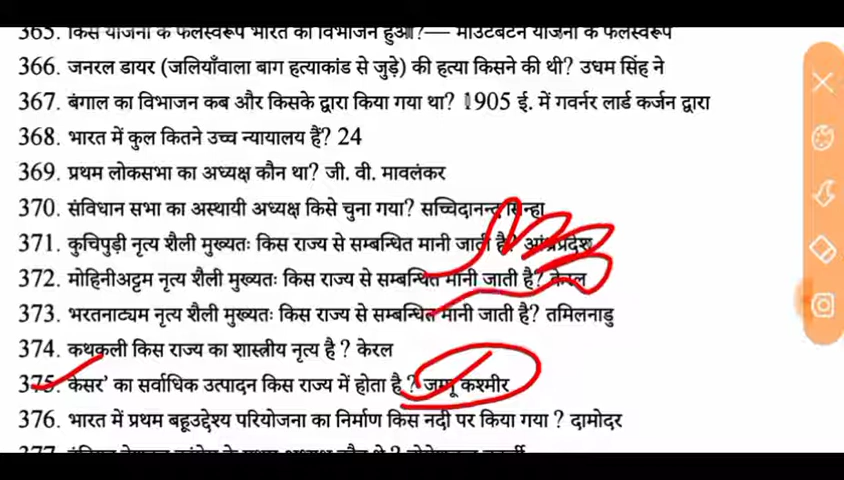 365. किस योजना के फलस्वरूप भारत का विभाजन हुआ?— माउंटबेटन योजना के फलस्वरूप
366. जनरल डायर (जलियाँवाला बाग हत्याकांड से जुड़े) की हत्या किसने की थी? उधम सिंह ने
367. बंगाल का विभाजन कब और किसके द्वारा किया गया था? 1905 ई. में गवर्नर लार्ड कर्जन द्वारा
368. भारत में कुल कितने उच्च न्यायालय हैं? 24
369. प्रथम लोकसभा का अध्यक्ष कौन था? जी. वी. मावलंकर
370. संविधान सभा का अस्थायी अध्यक्ष किसे चुना गया? सच्चिदानन्द सिन्हा
371. कुचिपुड़ी नृत्य शैली मुख्यतः किस राज्य से सम्बन्धित मानी जाती है? आंध्रप्रदेश
372. मोहिनीअट्टम नृत्य शैली मुख्यतः किस राज्य से सम्बन्धित मानी जाती है? केरल
373. भरतनाट्यम नृत्य शैली मुख्यतः किस राज्य से सम्बन्धित मानी जाती है? तमिलनाडु
374. कथकली किस राज्य का शास्त्रीय नृत्य है ? केरल
375. केसर’ का सर्वाधिक उत्पादन किस राज्य में होता है ? जम्मू कश्मीर
376. भारत में प्रथम बहूउद्देश्य परियोजना का निर्माण किस नदी पर किया गया ? दामोदर
377.